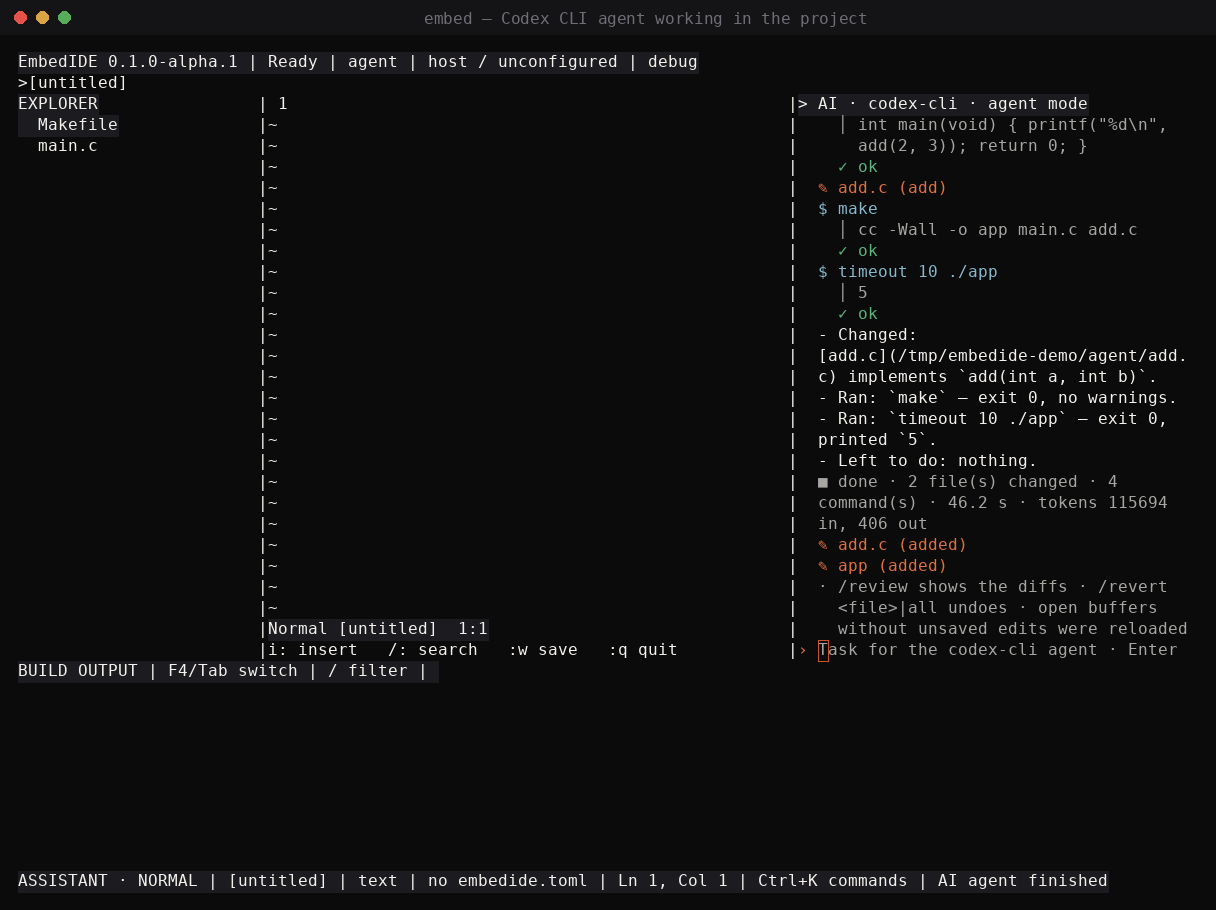 embed — Codex CLI agent working in the project
EmbedIDE 0.1.0-alpha.1 | Ready | agent | host / unconfigured | debug
>[untitled]
EXPLORER | 1 |> AI · codex-cli · agent mode
Makefile |~ | │ int main(void) { printf("%d\n",
main.c |~ | add(2, 3)); return 0; }
|~ | ✓ ok
|~ | ✎ add.c (add)
|~ | $ make
|~ | │ cc -Wall -o app main.c add.c
|~ | ✓ ok
|~ | $ timeout 10 ./app
|~ | │ 5
|~ | ✓ ok
|~ | - Changed:
|~ | [add.c](/tmp/embedide-demo/agent/add.
|~ | c) implements `add(int a, int b)`.
|~ | - Ran: `make` — exit 0, no warnings.
|~ | - Ran: `timeout 10 ./app` — exit 0,
|~ | printed `5`.
|~ | - Left to do: nothing.
|~ | ■ done · 2 file(s) changed · 4
|~ | command(s) · 46.2 s · tokens 115694
|~ | in, 406 out
|~ | ✎ add.c (added)
|~ | ✎ app (added)
|~ | · /review shows the diffs · /revert
|~ | <file>|all undoes · open buffers
|Normal [untitled] 1:1 | without unsaved edits were reloaded
|i: insert /: search :w save :q quit |› Task for the codex-cli agent · Enter
BUILD OUTPUT | F4/Tab switch | / filter |
ASSISTANT · NORMAL | [untitled] | text | no embedide.toml | Ln 1, Col 1 | Ctrl+K commands | AI agent finished